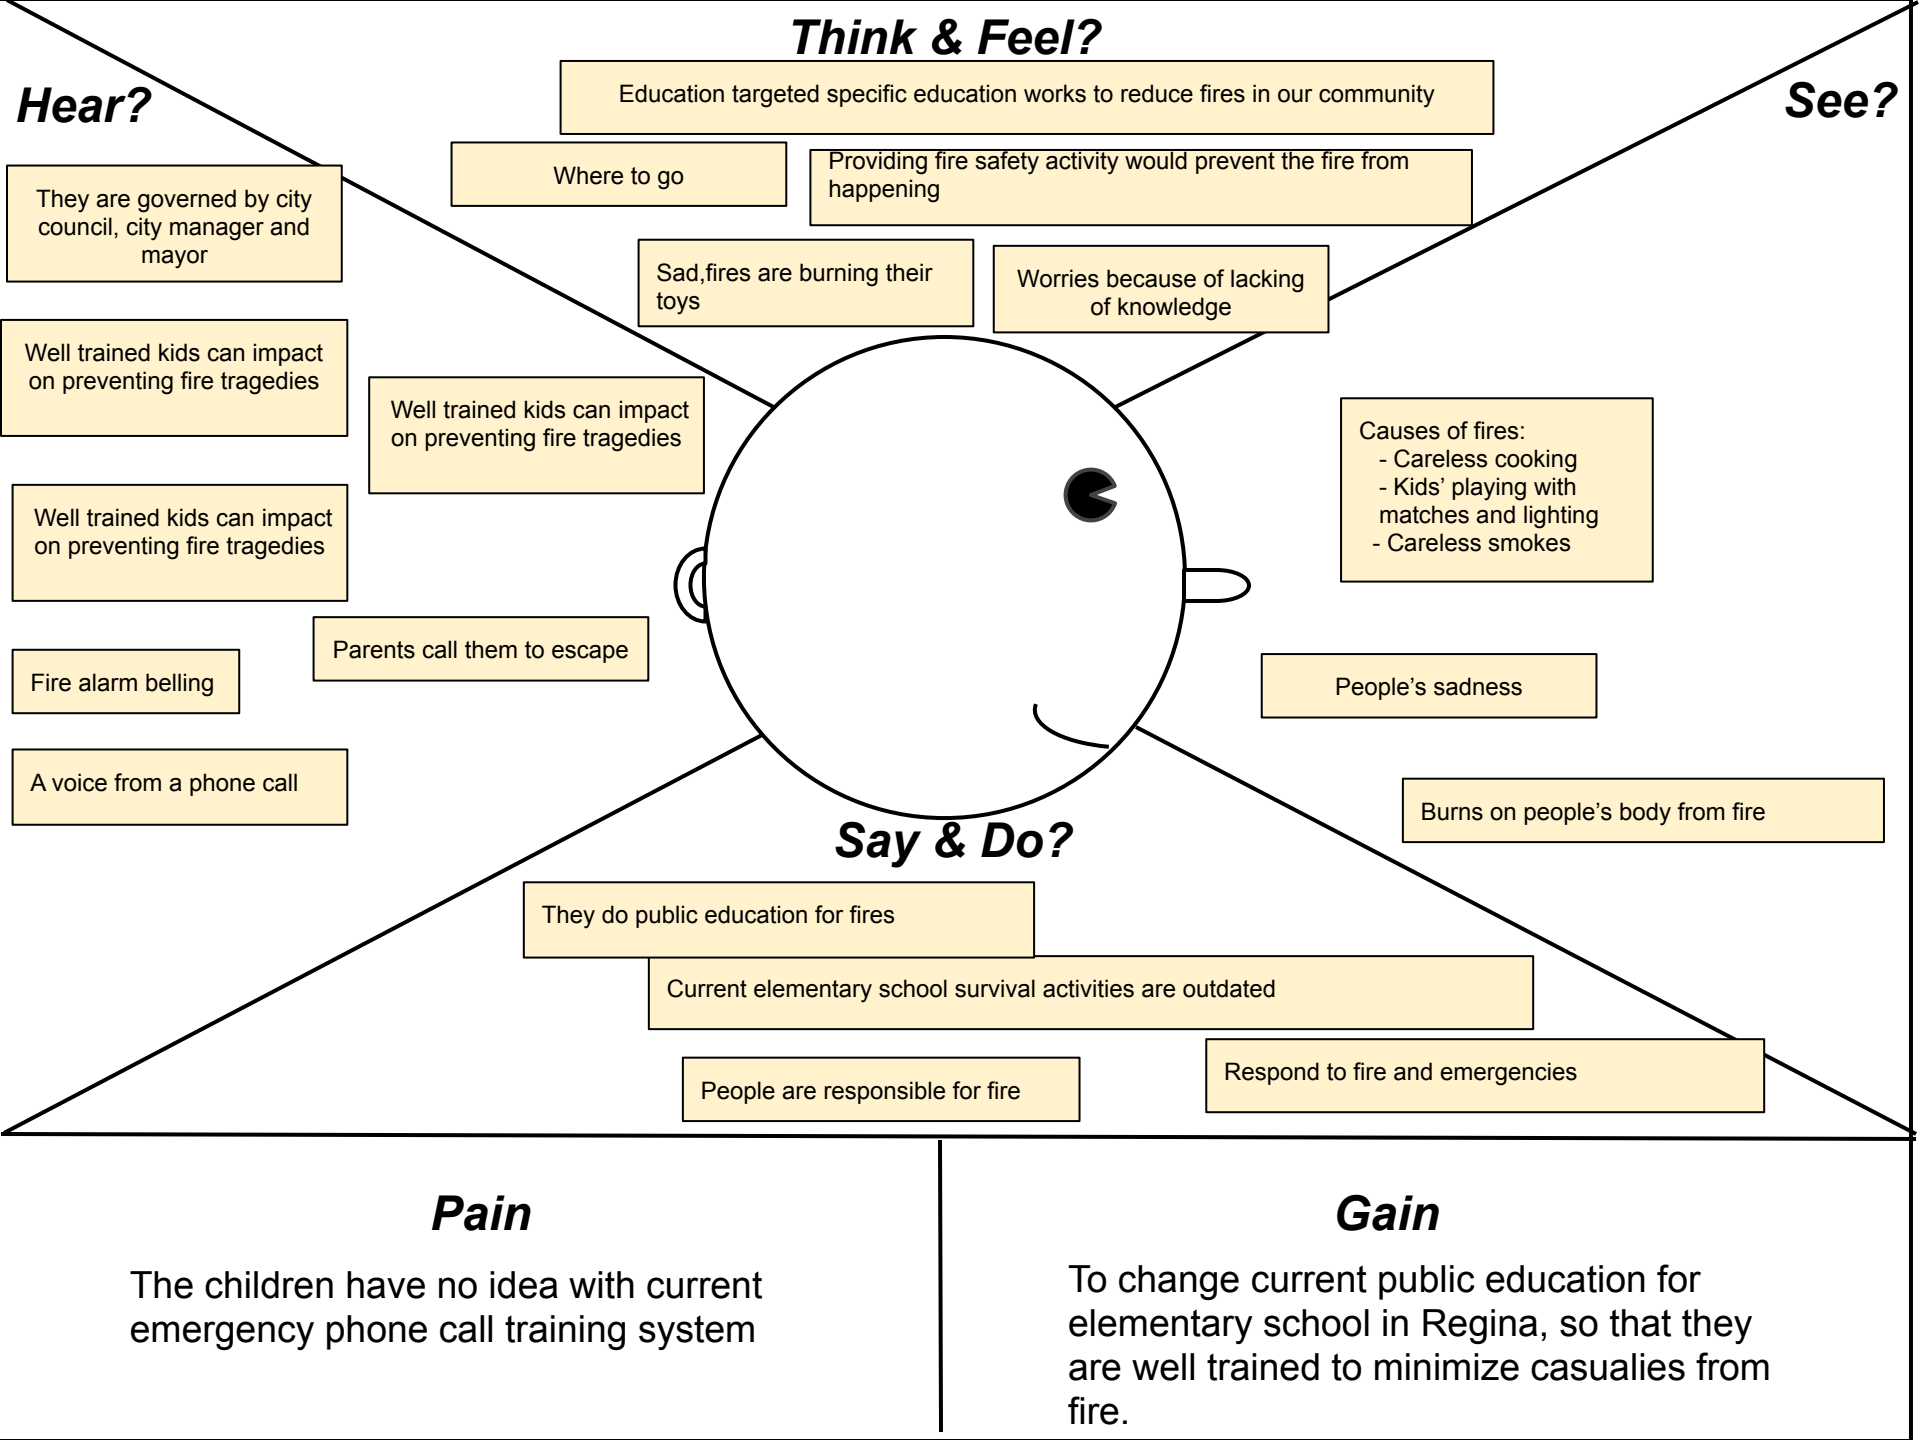 Think & Feel?
Education targeted specific education works to reduce fires in our community
Where to go
Providing fire safety activity would prevent the fire from
happening
Sad,fires are burning their
toys
Worries because of lacking
of knowledge
Hear?
They are governed by city
council, city manager and
mayor
Well trained kids can impact
on preventing fire tragedies
Well trained kids can impact
on preventing fire tragedies
Well trained kids can impact
on preventing fire tragedies
Parents call them to escape
Fire alarm belling
A voice from a phone call
See?
Causes of fires:
- Careless cooking
- Kids’ playing with
matches and lighting
- Careless smokes
People’s sadness
Burns on people’s body from fire
Say & Do?
They do public education for fires
Current elementary school survival activities are outdated
People are responsible for fire
Respond to fire and emergencies
Pain
The children have no idea with current
emergency phone call training system
Gain
To change current public education for
elementary school in Regina, so that they
are well trained to minimize casualies from
fire.